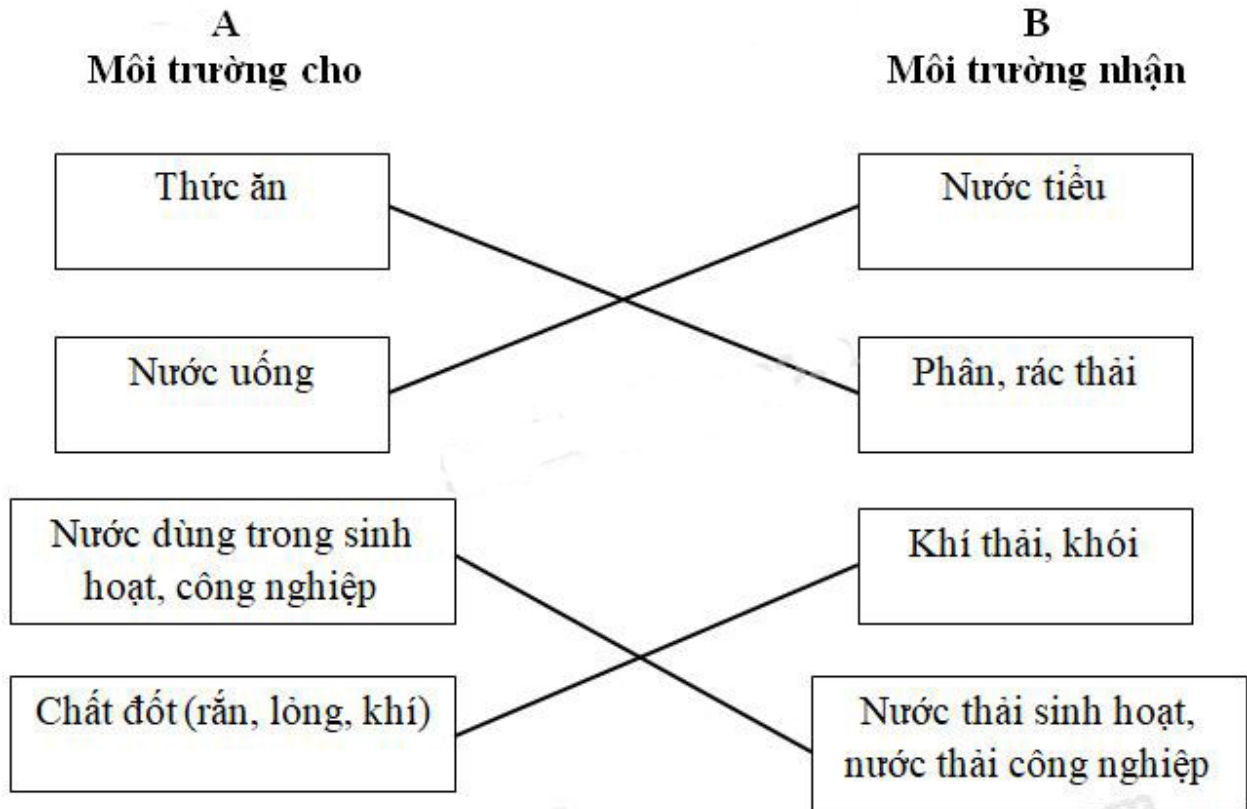 A
Môi trường cho
B
Môi trường nhận
Thức ăn
Nước tiểu
Nước uống
Phân, rác thải
Nước dùng trong sinh
hoạt, công nghiệp
Khí thải, khói
Chất đốt (rắn, lỏng, khí)
Nước thải sinh hoạt,
nước thải công nghiệp